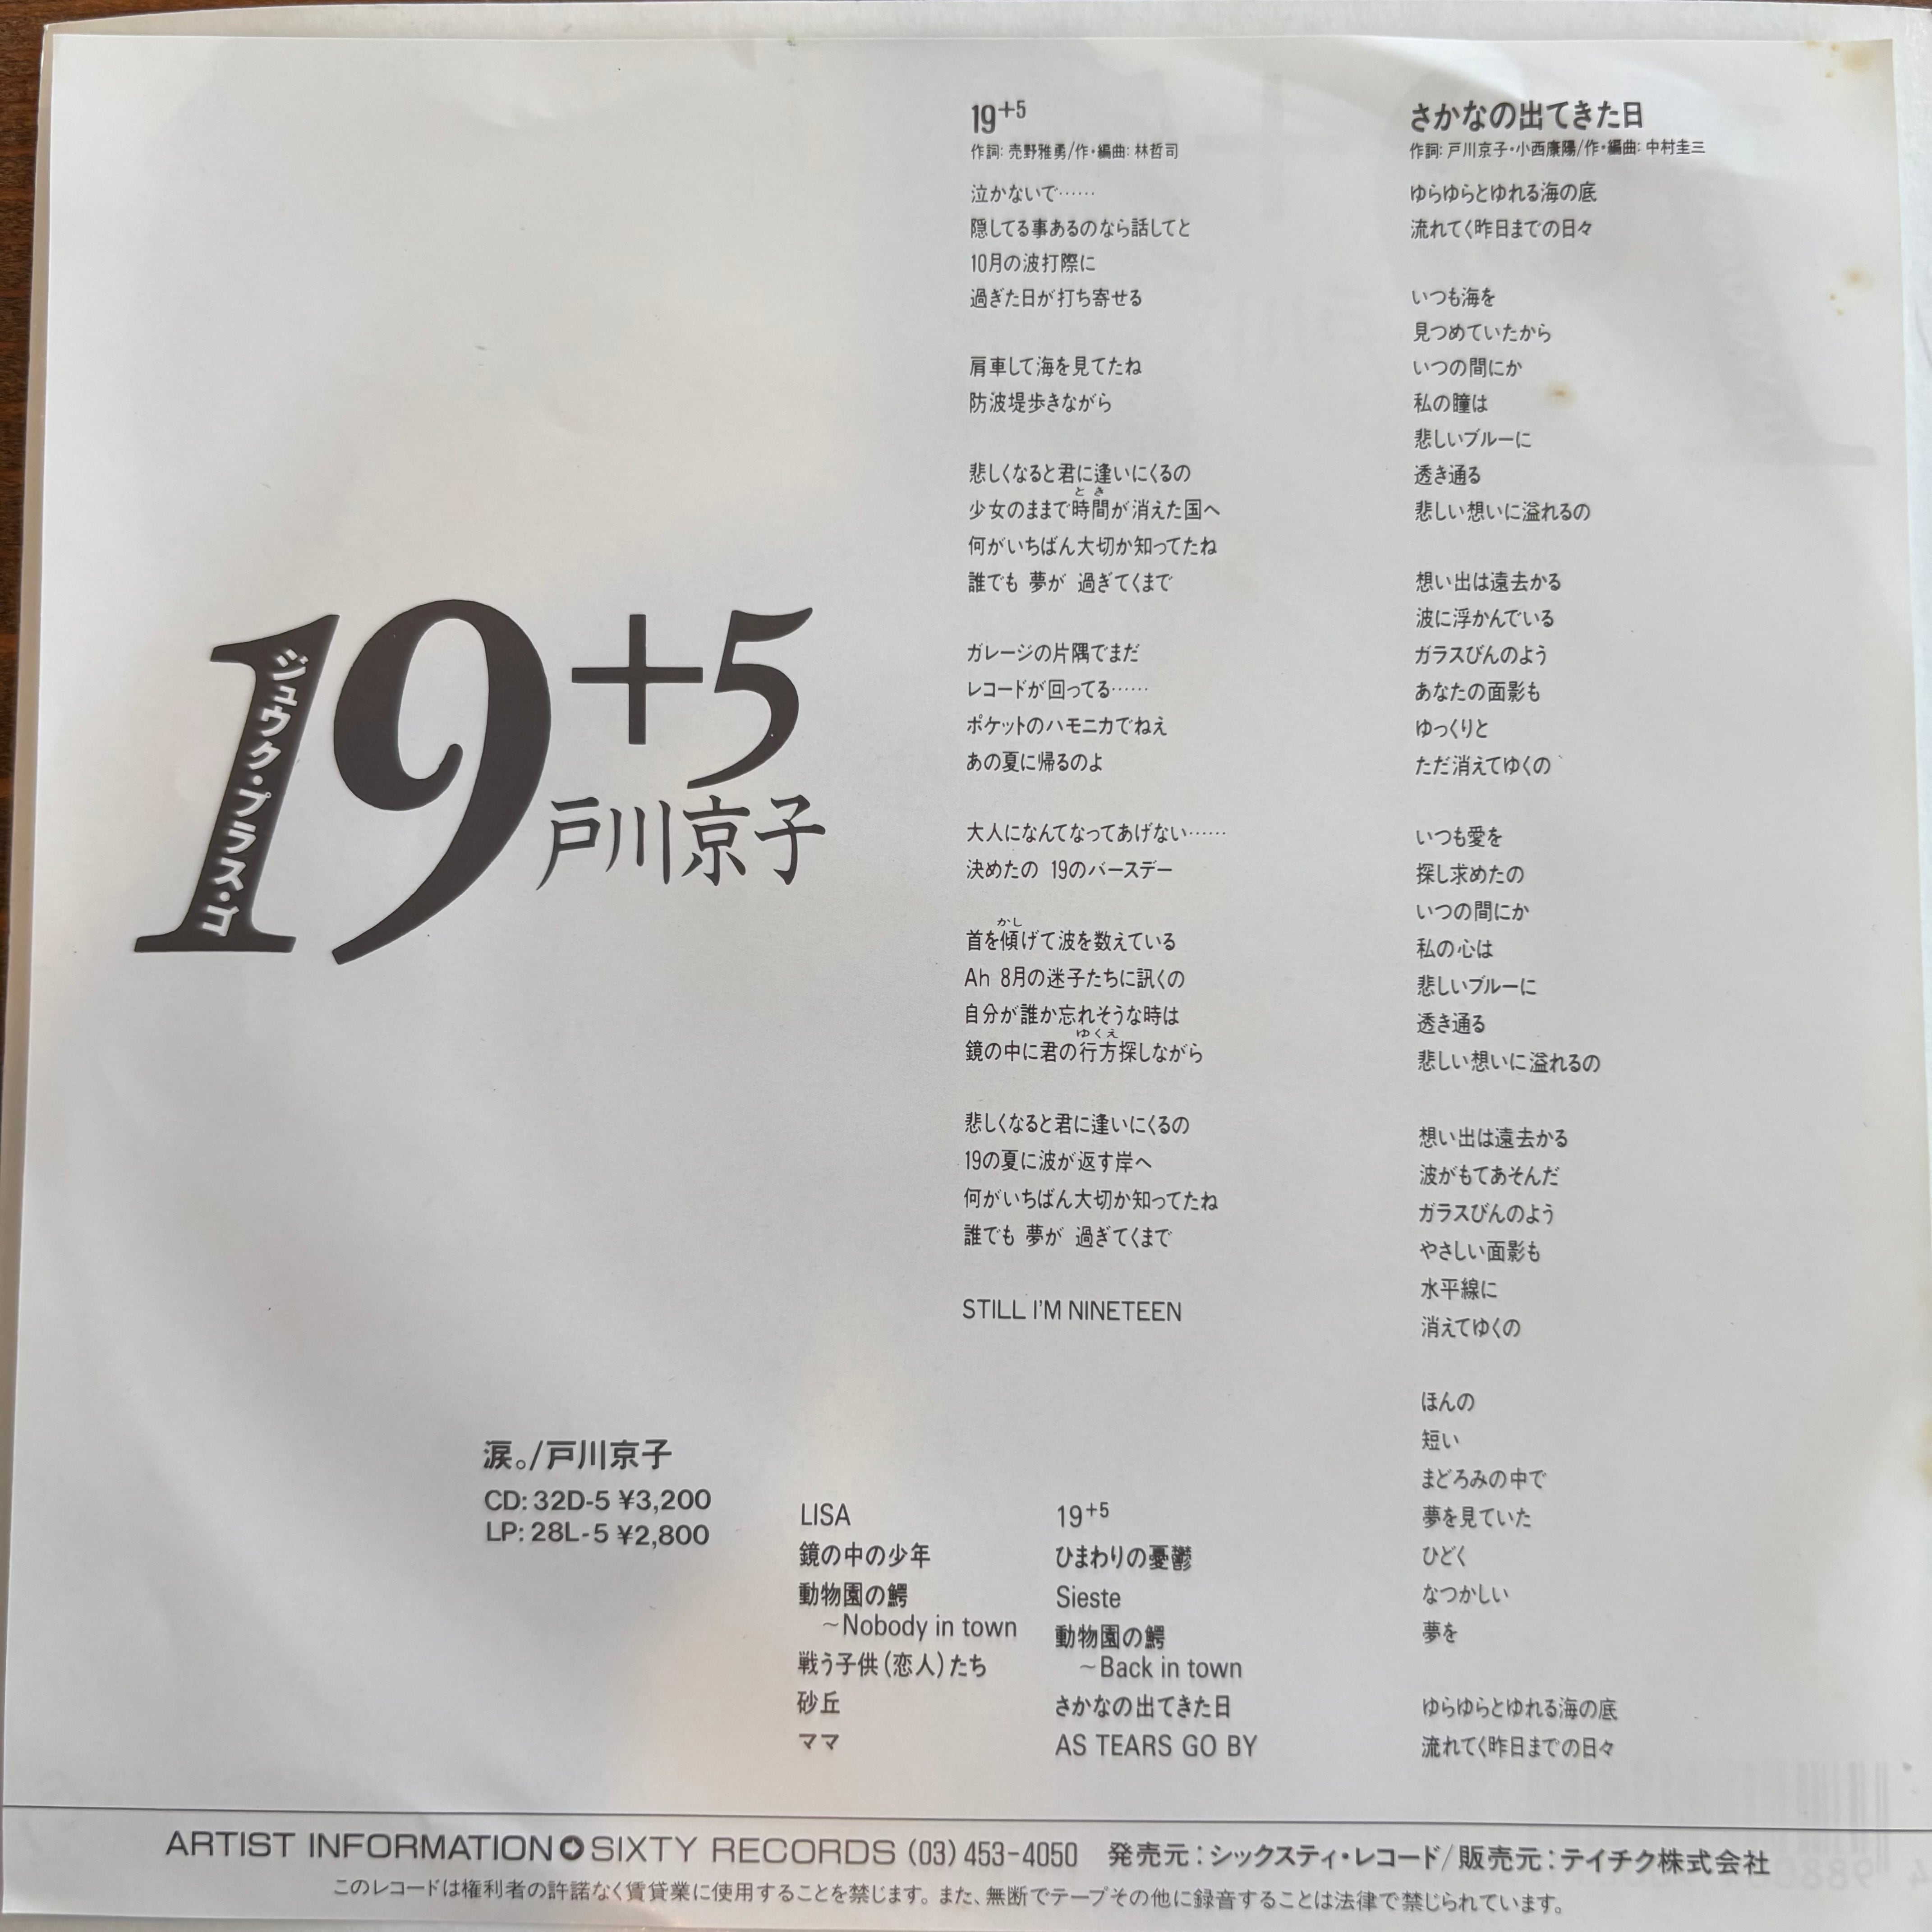 19+5
ジュウク・プラス・ゴ
戸川京子
19+5
作詞:売野雅勇/作・編曲:林哲司
泣かないで……
隠してる事あるのなら話してと
10月の波打際に
過ぎた日が打ち寄せる
肩車して海を見てたね
防波堤歩きながら
悲しくなると君に逢いにくるの
とき
少女のままで時間が消えた国へ
何がいちばん大切か知ってたね
誰でも 夢が 過ぎてくまで
ガレージの片隅でまだ
レコードが回ってる……
ポケットのハモニカでねえ
あの夏に帰るのよ
大人になんてなってあげない……
決めたの 19のバースデー
かし
首を傾げて波を数えている
Ah 8月の迷子たちに訊くの
自分が誰か忘れそうな時は
ゆくえ
鏡の中に君の行方探しながら
悲しくなると君に逢いにくるの
19の夏に波が返す岸へ
何がいちばん大切か知ってたね
誰でも 夢が 過ぎてくまで
STILL I'M NINETEEN
さかなの出てきた日
作詞:戸川京子・小西康陽/作・編曲:中村圭三
ゆらゆらとゆれる海の底
流れてく昨日までの日々
いつも海を
見つめていたから
いつの間にか
私の瞳は
悲しいブルーに
透き通る
悲しい想いに溢れるの
想い出は遠去かる
波に浮かんでいる
ガラスびんのよう
あなたの面影も
ゆっくりと
ただ消えてゆくの
いつも愛を
探し求めたの
いつの間にか
私の心は
悲しいブルーに
透き通る
悲しい想いに溢れるの
想い出は遠去かる
波がもてあそんだ
ガラスびんのよう
やさしい面影も
水平線に
消えてゆくの
ほんの
短い
まどろみの中で
夢を見ていた
ひどく
なつかしい
夢を
ゆらゆらとゆれる海の底
流れてく昨日までの日々
涙。/戸川京子
CD:32D-5 ¥3,200
LP:28L-5 ¥2,800
LISA
鏡の中の少年
動物園の鰐
~Nobody in town
戦う子供(恋人)たち
砂丘
ママ
19+5
ひまわりの憂鬱
Sieste
動物園の鰐
~Back in town
さかなの出てきた日
AS TEARS GO BY
ARTIST INFORMATION➔SIXTY RECORDS (03)453-4050 発売元:シックスティ・レコード/販売元:テイチク株式会社
このレコードは権利者の許諾なく賃貸業に使用することを禁じます。また、無断でテープその他に録音することは法律で禁じられています。